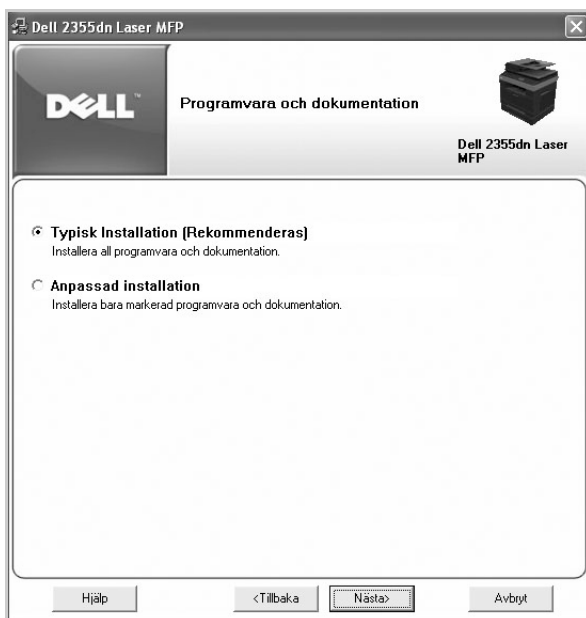 Dell 2355dn Laser MFP
DELL™
Programvara och dokumentation
Dell 2355dn Laser
MFP
Typisk Installation (Rekommenderas)
Installera all programvara och dokumentation.
Anpassad installation
Installera bara markerad programvara och dokumentation.
Hjälp
<Tillbaka
Nästa>
Avbryt